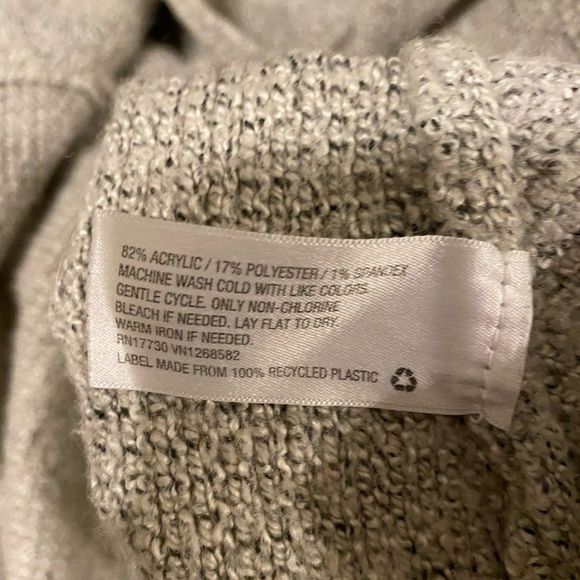 82% ACRYLIC / 17% POLYESTER / 1% SPANDEX
MACHINE WASH COLD WITH LIKE COLORS.
GENTLE CYCLE. ONLY NON-CHLORINE
BLEACH IF NEEDED. LAY FLAT TO DRY.
WARM IRON IF NEEDED.
RN17730 VN1268582
LABEL MADE FROM 100% RECYCLED PLASTIC